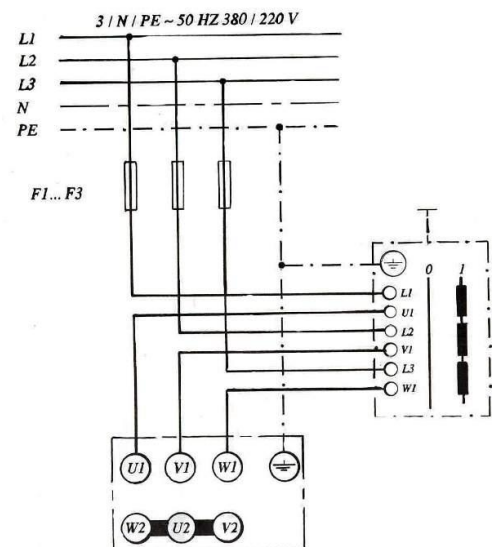 3 / N / PE ~ 50 HZ 380 / 220 V
L1
L2
L3
N
PE
F1... F3
0 1
L1
U1
L2
V1
L3
W1
U1 V1 W1
W2 U2 V2